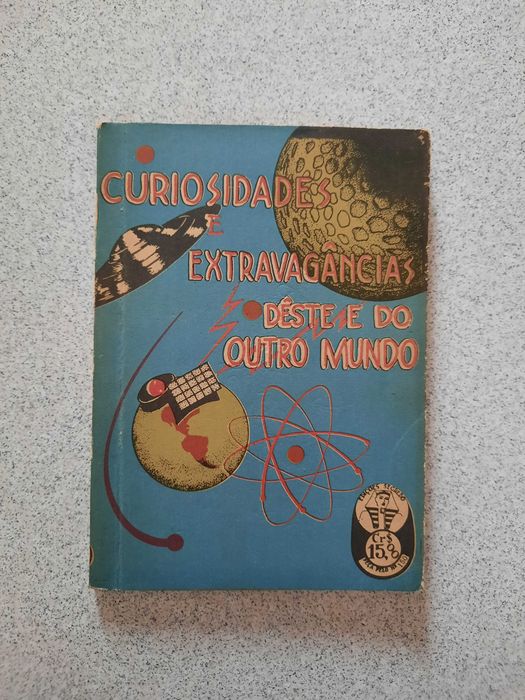 CURIOSIDADES
E
EXTRAVAGÂNCIAS
DÊSTE E DO
OUTRO MUNDO
Cr$
15,00